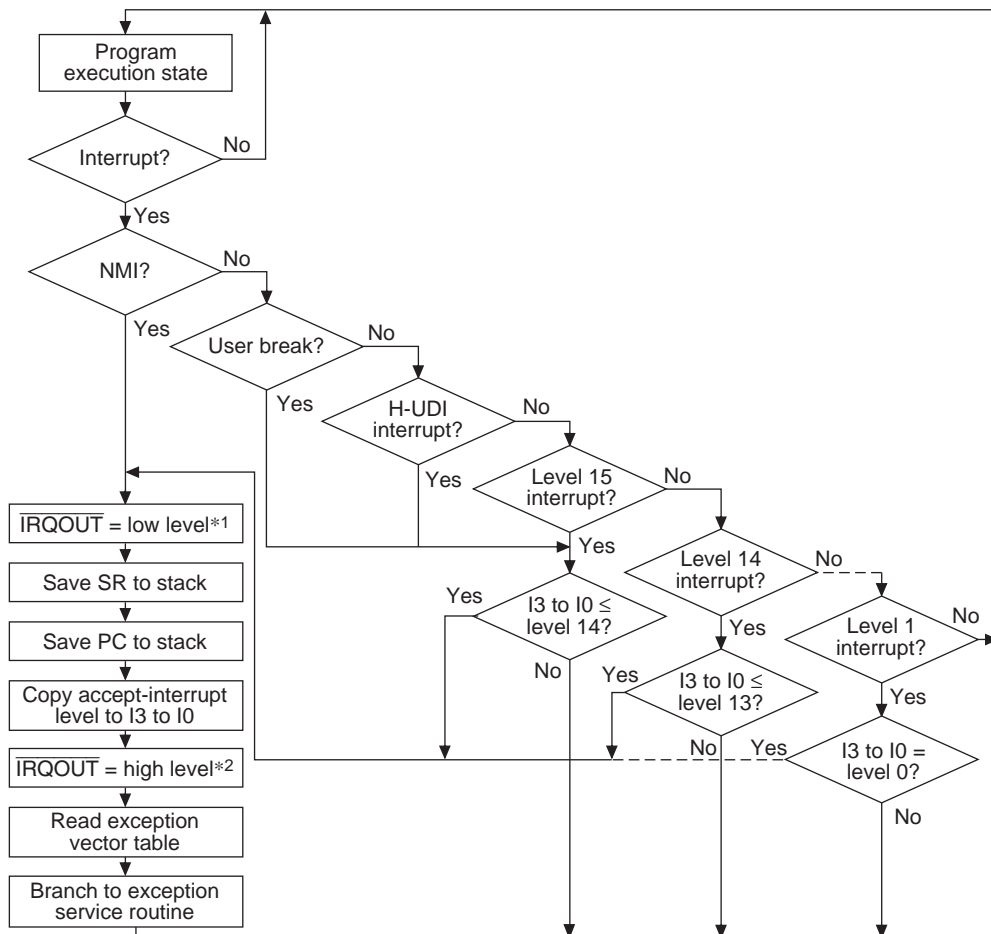 Program
execution state
Interrupt?
No
Yes
NMI?
No
Yes
User break?
No
Yes
H-UDI
interrupt?
No
Yes
Level 15
interrupt?
No
Yes
Level 14
interrupt?
No
Yes
Level 1
interrupt?
No
Yes
I3 to I0 ≤
level 14?
Yes
No
I3 to I0 ≤
level 13?
Yes
No
I3 to I0 =
level 0?
Yes
No
IRQOUT = low level*1
Save SR to stack
Save PC to stack
Copy accept-interrupt
level to I3 to I0
IRQOUT = high level*2
Read exception
vector table
Branch to exception
service routine